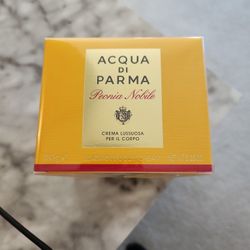 ACQUA
DI
PARMA
Peonia Nobile
CREMA LUSSUOSA
PER IL CORPO